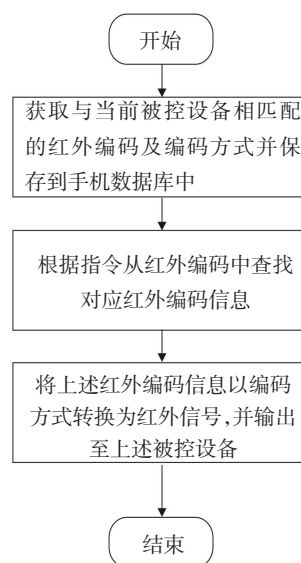 开始
获取与当前被控设备相匹配
的红外编码及编码方式并保
存到手机数据库中
根据指令从红外编码中查找
对应红外编码信息
将上述红外编码信息以编码
方式转换为红外信号,并输出
至上述被控设备
结束